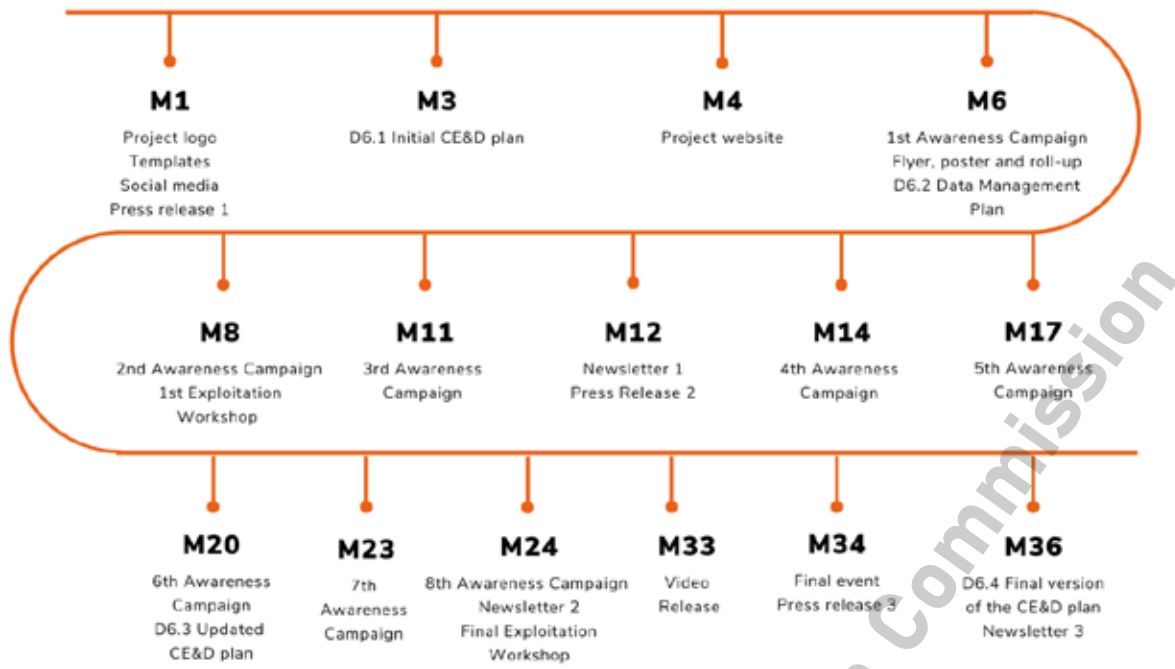 M1
Project logo
Templates
Social media
Press release 1
M3
D6.1 Initial CE&D plan
M4
Project website
M6
1st Awareness Campaign
Flyer, poster and roll-up
D6.2 Data Management
Plan
M8
2nd Awareness Campaign
1st Exploitation
Workshop
M11
3rd Awareness
Campaign
M12
Newsletter 1
Press Release 2
M14
4th Awareness
Campaign
M17
5th Awareness
Campaign
M20
6th Awareness
Campaign
D6.3 Updated
CE&D plan
M23
7th
Awareness
Campaign
M24
8th Awareness Campaign
Newsletter 2
Final Exploitation
Workshop
M33
Video
Release
M34
Final event
Press release 3
M36
D6.4 Final version
of the CE&D plan
Newsletter 3
Commission